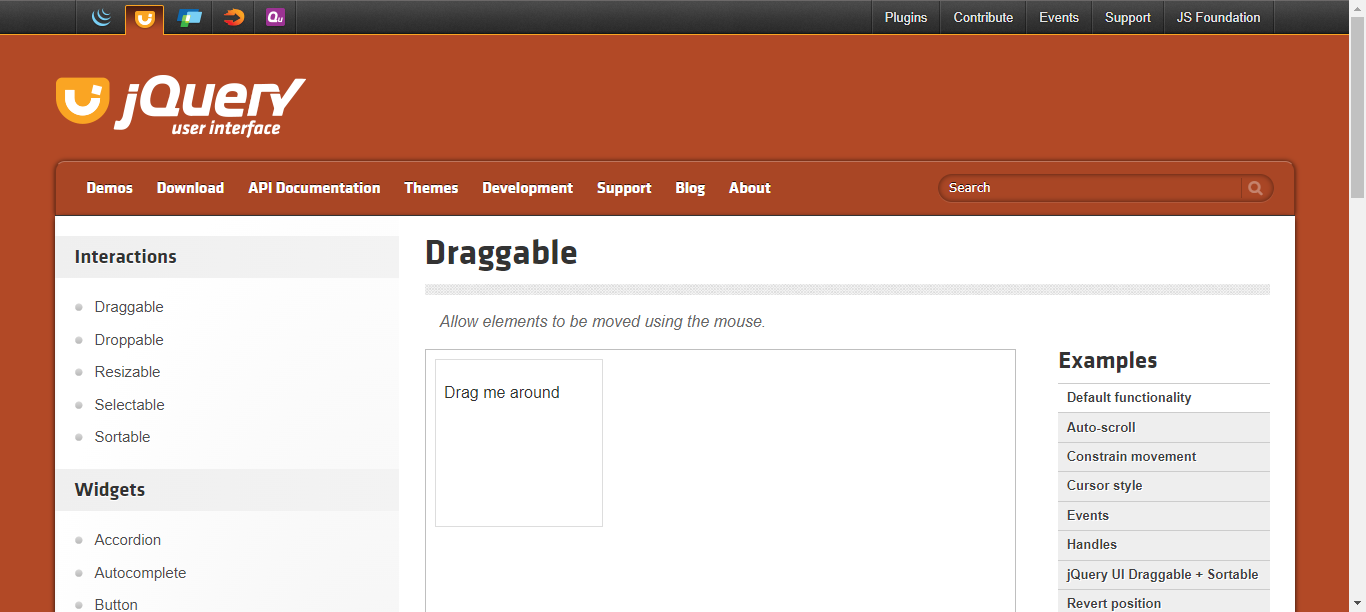 Qu
Plugins
Contribute
Events
Support
JS Foundation
jQuery
user interface
Demos
Download
API Documentation
Themes
Development
Support
Blog
About
Search
Interactions
Draggable
Droppable
Resizable
Selectable
Sortable
Widgets
Accordion
Autocomplete
Button
Draggable
Allow elements to be moved using the mouse.
Drag me around
Examples
Default functionality
Auto-scroll
Constrain movement
Cursor style
Events
Handles
jQuery UI Draggable + Sortable
Revert position